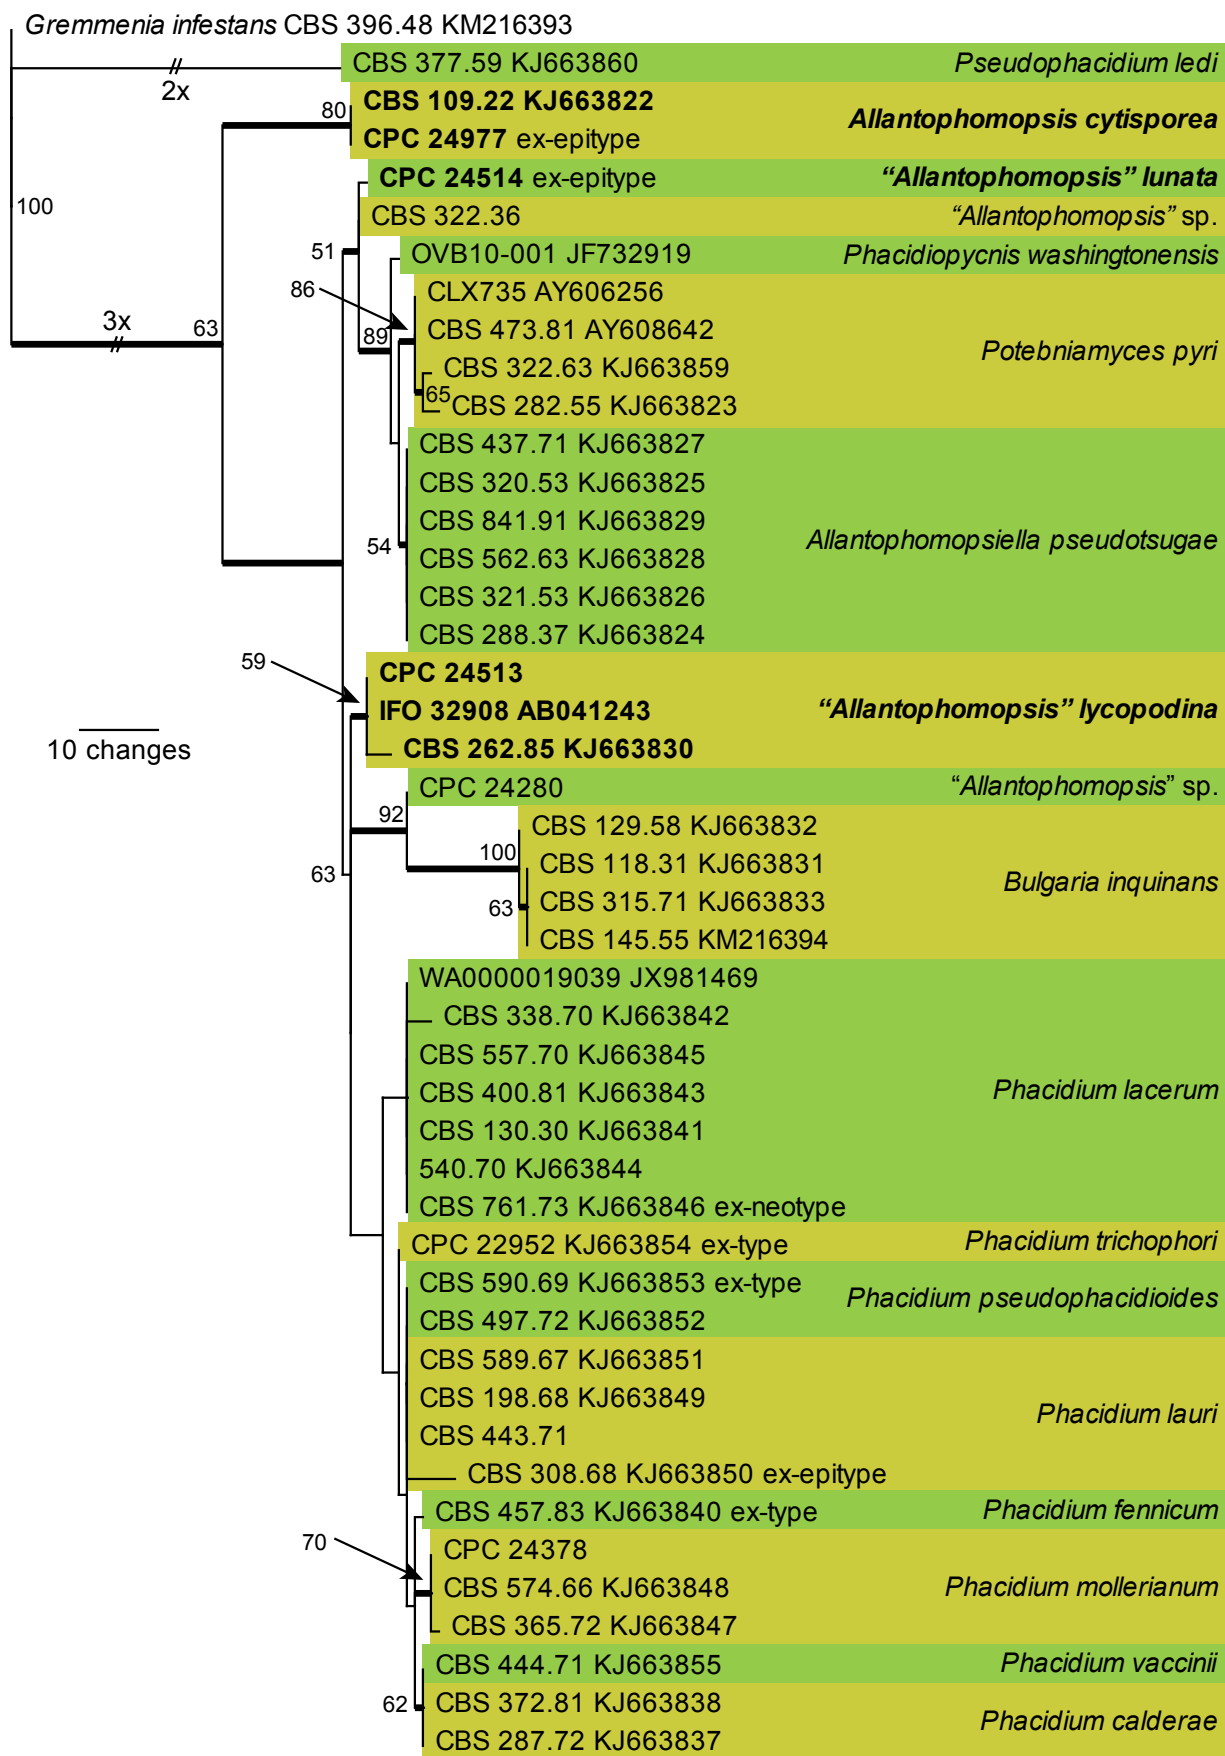 Gremmenia infestans CBS 396.48 KM216393
CBS 377.59 KJ663860 Pseudophacidium ledi
2x
80
CBS 109.22 KJ663822
Allantophomopsis cytisporea
CPC 24977 ex-epitype
CPC 24514 ex-epitype “Allantophomopsis” lunata
100
CBS 322.36 “Allantophomopsis” sp.
51
OVB10-001 JF732919 Phacidiopycnis washingtonensis
86
CLX735 AY606256
3x
63
89
CBS 473.81 AY608642
Potebniamyces pyri
CBS 322.63 KJ663859
65
CBS 282.55 KJ663823
CBS 437.71 KJ663827
CBS 320.53 KJ663825
CBS 841.91 KJ663829
Allantophomopsiella pseudotsugae
54
CBS 562.63 KJ663828
CBS 321.53 KJ663826
CBS 288.37 KJ663824
59
CPC 24513
IFO 32908 AB041243 “Allantophomopsis” lycopodina
10 changes
CBS 262.85 KJ663830
CPC 24280 “Allantophomopsis” sp.
92
CBS 129.58 KJ663832
100
CBS 118.31 KJ663831
63
Bulgaria inquinans
63
CBS 315.71 KJ663833
CBS 145.55 KM216394
WA0000019039 JX981469
CBS 338.70 KJ663842
CBS 557.70 KJ663845
CBS 400.81 KJ663843 Phacidium lacerum
CBS 130.30 KJ663841
540.70 KJ663844
CBS 761.73 KJ663846 ex-neotype
CPC 22952 KJ663854 ex-type Phacidium trichophori
CBS 590.69 KJ663853 ex-type
Phacidium pseudophacidioides
CBS 497.72 KJ663852
CBS 589.67 KJ663851
CBS 198.68 KJ663849
Phacidium lauri
CBS 443.71
CBS 308.68 KJ663850 ex-epitype
CBS 457.83 KJ663840 ex-type Phacidium fennicum
70
CPC 24378
CBS 574.66 KJ663848 Phacidium mollerianum
CBS 365.72 KJ663847
CBS 444.71 KJ663855 Phacidium vaccinii
62
CBS 372.81 KJ663838
Phacidium calderae
CBS 287.72 KJ663837